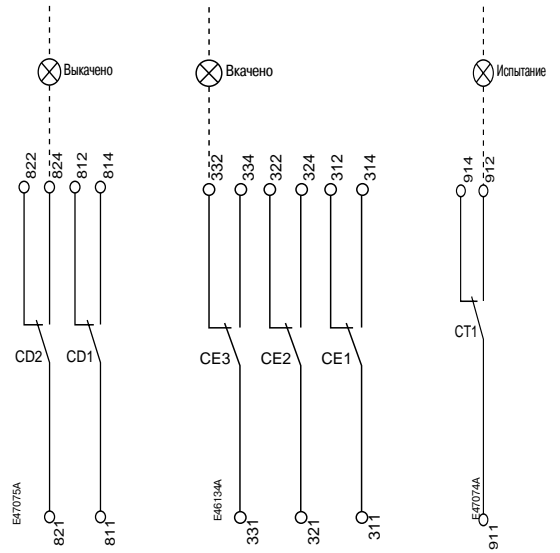 Выкачено
Вкачено
Испытание
822
824
812
814
332
334
322
324
312
314
914
912
CD2
CD1
CE3
CE2
CE1
CT1
E47075A
E46134A
E47074A
821
811
331
321
311
911